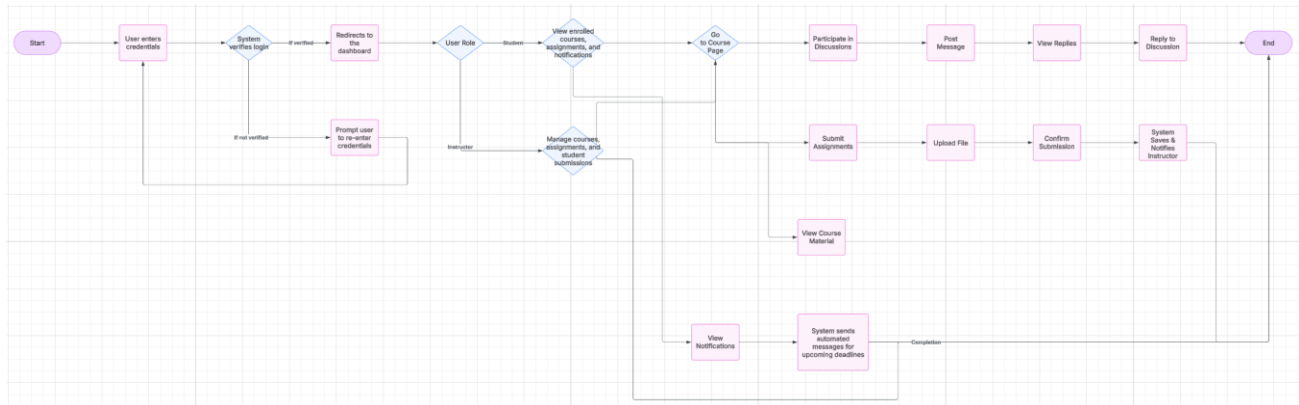 Start
User enters
credentials
System
verifies login
If verified
Redirects to
the
dashboard
User Role
Student
View enrolled
courses,
assignments, and
notifications
Go
to Course
Page
Participate in
Discussions
Post
Message
View Replies
Reply to
Discussion
End
If not verified
Prompt user
to re-enter
credentials
Instructor
Manage courses,
assignments, and
student
submissions
Submit
Assignments
Upload File
Confirm
Submission
System
Saves &
Notifies
Instructor
View Course
Material
View
Notifications
System sends
automated
messages for
upcoming deadlines
Completion